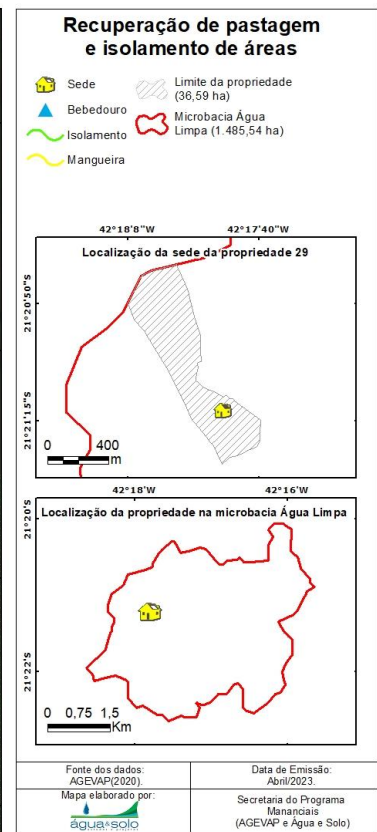 Recuperação de pastagem
e isolamento de áreas
Sede
Bebedouro
Isolamento
Mangueira
Limite da propriedade
(36,59 ha)
Microbacia Água
Limpa (1.485,54 ha)
42°18'8"W 42°17'40"W
Localização da sede da propriedade 29
21°20'50"S
21°21'15"S
0 400
m
42°18'W 42°16'W
Localização da propriedade na microbacia Água Limpa
21°20'S
21°22'S
0 0,75 1,5
Km
Fonte dos dados:
AGEVAP(2020).
Data de Emissão:
Abril/2023.
Mapa elaborado por:
água&solo
Secretaria do Programa
Mananciais
(AGEVAP e Água e Solo)